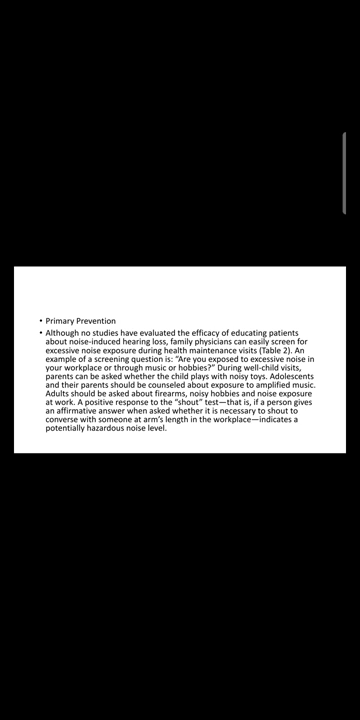 • Primary Prevention
• Although no studies have evaluated the efficacy of educating patients
about noise-induced hearing loss, family physicians can easily screen for
excessive noise exposure during health maintenance visits (Table 2). An
example of a screening question is: “Are you exposed to excessive noise in
your workplace or through music or hobbies?” During well-child visits,
parents can be asked whether the child plays with noisy toys. Adolescents
and their parents should be counseled about exposure to amplified music.
Adults should be asked about firearms, noisy hobbies and noise exposure
at work. A positive response to the “shout” test—that is, if a person gives
an affirmative answer when asked whether it is necessary to shout to
converse with someone at arm’s length in the workplace—indicates a
potentially hazardous noise level.